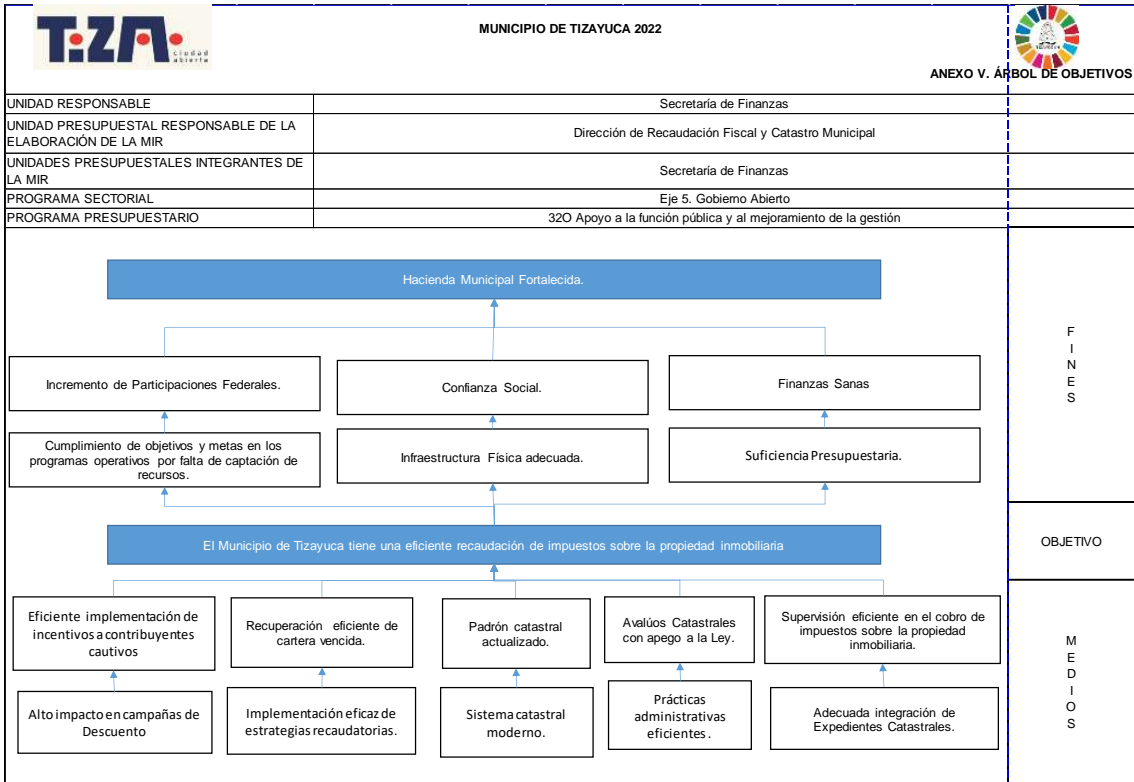 TIZA
ciudad
abierta
MUNICIPIO DE TIZAYUCA 2022
ANEXO V. ÁRBOL DE OBJETIVOS
UNIDAD RESPONSABLE
Secretaría de Finanzas
UNIDAD PRESUPUESTAL RESPONSABLE DE LA
ELABORACIÓN DE LA MIR
Dirección de Recaudación Fiscal y Catastro Municipal
UNIDADES PRESUPUESTALES INTEGRANTES DE
LA MIR
Secretaría de Finanzas
PROGRAMA SECTORIAL
Eje 5. Gobierno Abierto
PROGRAMA PRESUPUESTARIO
32O Apoyo a la función pública y al mejoramiento de la gestión
Hacienda Municipal Fortalecida.
Incremento de Participaciones Federales.
Confianza Social.
Finanzas Sanas
F
I
N
E
S
Cumplimiento de objetivos y metas en los
programas operativos por falta de captación de
recursos.
Infraestructura Física adecuada.
Suficiencia Presupuestaria.
El Municipio de Tizayuca tiene una eficiente recaudación de impuestos sobre la propiedad inmobiliaria
OBJETIVO
Eficiente implementación de
incentivos a contribuyentes
cautivos
Recuperación eficiente de
cartera vencida.
Padrón catastral
actualizado.
Avalúos Catastrales
con apego a la Ley.
Supervisión eficiente en el cobro de
impuestos sobre la propiedad
inmobiliaria.
M
E
D
I
O
S
Alto impacto en campañas de
Descuento
Implementación eficaz de
estrategias recaudatorias.
Sistema catastral
moderno.
Prácticas
administrativas
eficientes.
Adecuada integración de
Expedientes Catastrales.